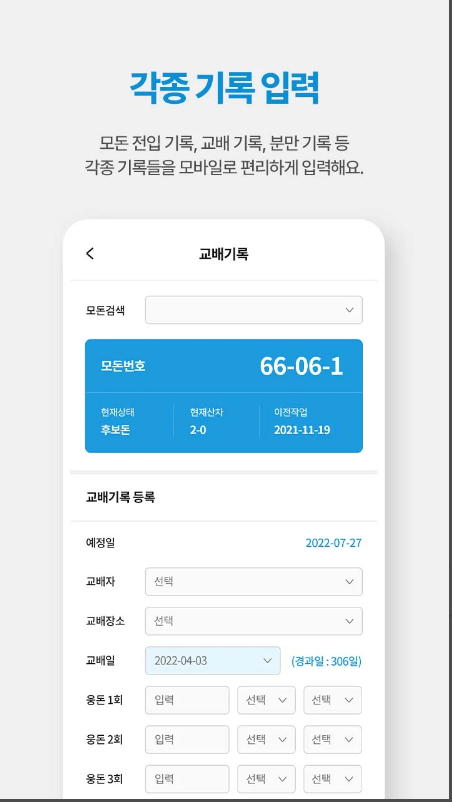 각종 기록 입력
모돈 전입 기록, 교배 기록, 분만 기록 등
각종 기록들을 모바일로 편리하게 입력해요.
교배기록
모돈검색
모돈번호 66-06-1
현재상태 현재산차 이전작업
후보돈 2-0 2021-11-19
교배기록 등록
예정일 2022-07-27
교배자 선택
교배장소 선택
교배일 2022-04-03 (경과일 : 306일)
웅돈 1회 입력 선택 선택
웅돈 2회 입력 선택 선택
웅돈 3회 입력 선택 선택